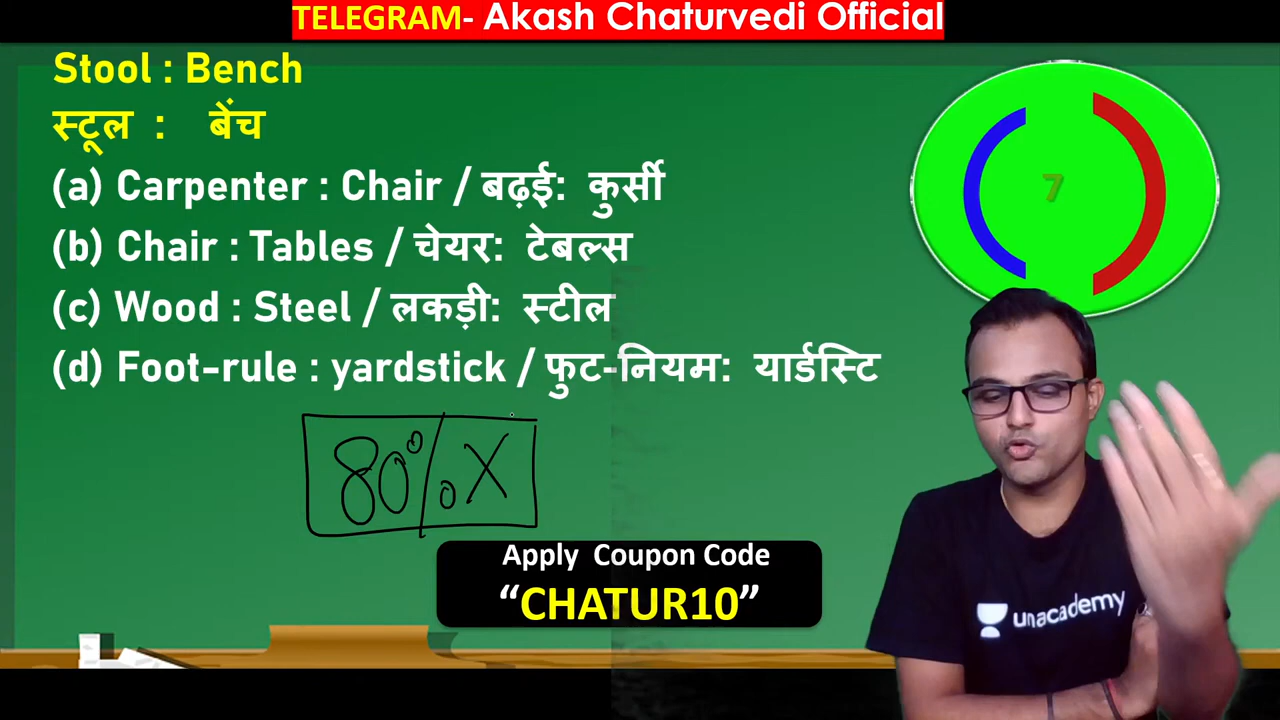 TELEGRAM- Akash Chaturvedi Official
Stool : Bench
स्टूल : बेंच
(a) Carpenter : Chair / बढ़ई: कुर्सी
(b) Chair : Tables / चेयर: टेबल्स
(c) Wood : Steel / लकड़ी: स्टील
(d) Foot-rule : yardstick / फुट-नियम: यार्डस्टि
7
80% X
Apply Coupon Code
“CHATUR10”
unacademy